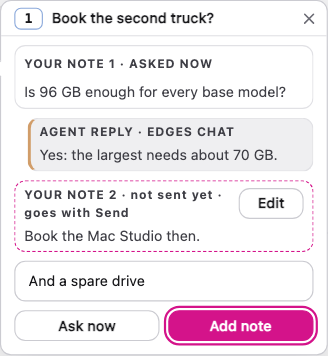 1 Book the second truck?
YOUR NOTE 1 · ASKED NOW
Is 96 GB enough for every base model?
AGENT REPLY · EDGES CHAT
Yes: the largest needs about 70 GB.
YOUR NOTE 2 · not sent yet ·
goes with Send
Edit
Book the Mac Studio then.
And a spare drive
Ask now
Add note